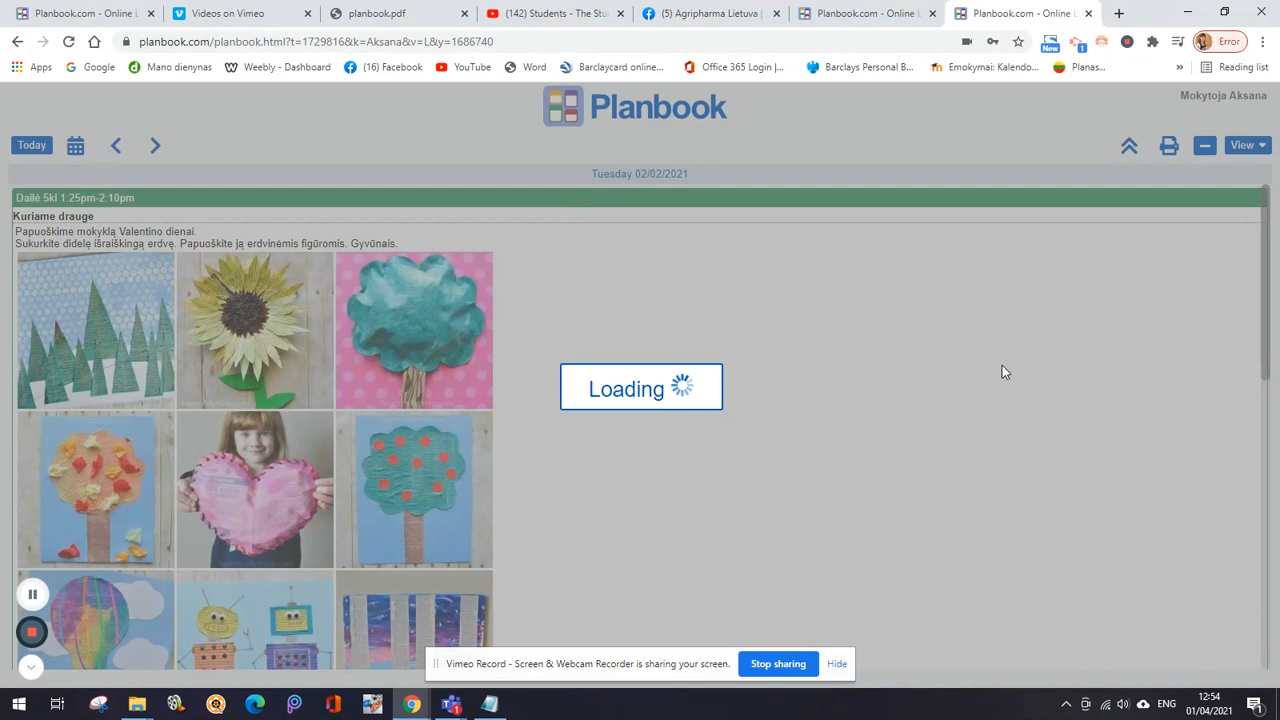 Planbook.com - Online L
Videos on Vimeo
planbook.pdf
(142) Students - The Stu
(5) Agripharma Lietuva |
Planbook.com - Online L
Planbook.com - Online L
planbook.com/planbook.html?t=1729816&k=Aksana&v=L&y=1686740
New
1
Error
Apps
Google
Mano dienynas
Weebly - Dashboard
(16) Facebook
YouTube
Word
Barclaycard online...
Office 365 Login |...
Barclays Personal B...
Emokymai: Kalendo...
Planas...
»
Reading list
Planbook
Mokytoja Aksana
Today
View
Tuesday 02/02/2021
Dailė 5kl 1:25pm-2:10pm
Kuriame drauge
Papuoškime mokyklą Valentino dienai.
Sukurkite didelę išraiškingą erdvę. Papuoškite ją erdvinėmis figūromis. Gyvūnais.
Loading
Vimeo Record - Screen & Webcam Recorder is sharing your screen.
Stop sharing
Hide
ENG
12:54
01/04/2021